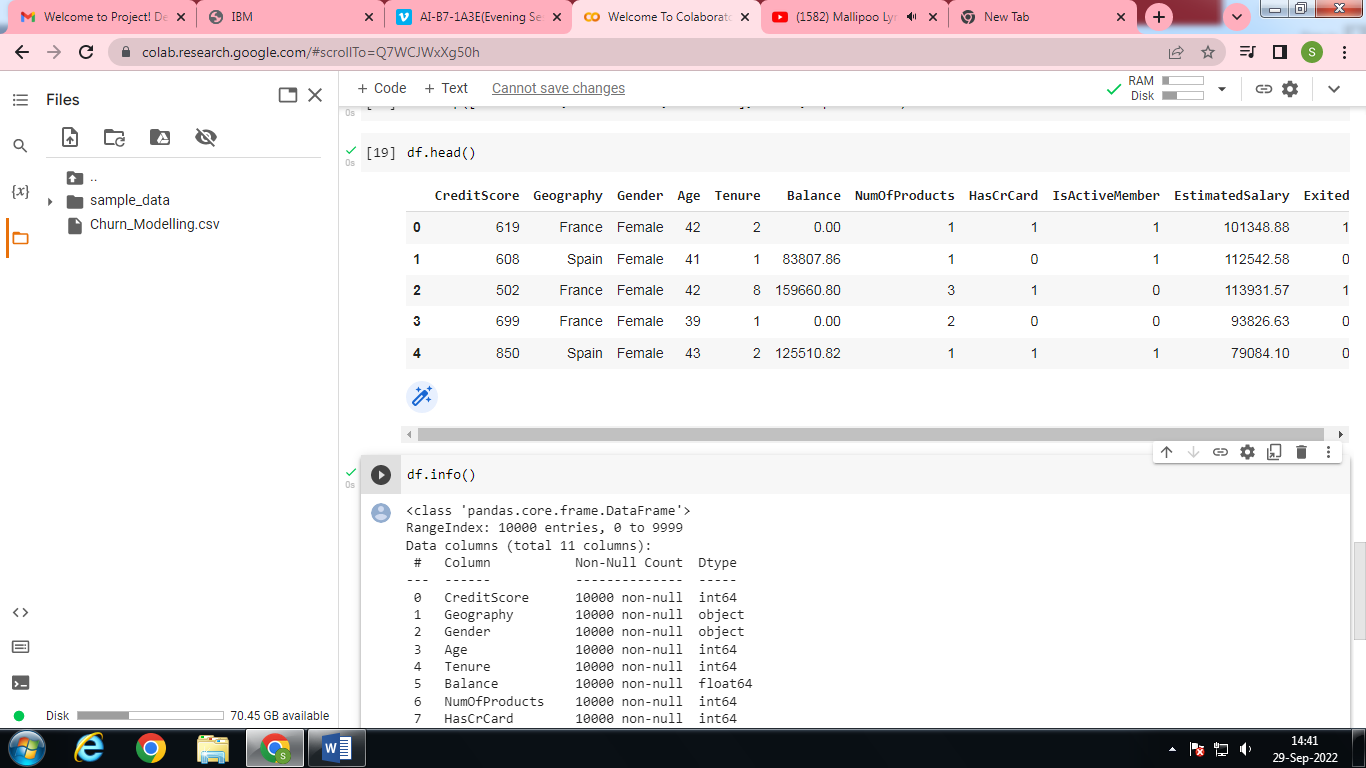 Welcome to Project! De
IBM
AI-B7-1A3E(Evening Se
Welcome To Colaborato
(1582) Mallipoo Lyr
New Tab
colab.research.google.com/#scrollTo=Q7WCJWxXg50h
S
Files
+ Code
+ Text
Cannot save changes
RAM
Disk
0s
..
sample_data
Churn_Modelling.csv
{x}
0s
[19] df.head()
CreditScore Geography Gender Age Tenure Balance NumOfProducts HasCrCard IsActiveMember EstimatedSalary Exited
0 619 France Female 42 2 0.00 1 1 1 101348.88 1
1 608 Spain Female 41 1 83807.86 1 0 1 112542.58 0
2 502 France Female 42 8 159660.80 3 1 0 113931.57 1
3 699 France Female 39 1 0.00 2 0 0 93826.63 0
4 850 Spain Female 43 2 125510.82 1 1 1 79084.10 0
0s
df.info()
<class 'pandas.core.frame.DataFrame'>
RangeIndex: 10000 entries, 0 to 9999
Data columns (total 11 columns):
# Column Non-Null Count Dtype
--- ------ -------------- -----
0 CreditScore 10000 non-null int64
1 Geography 10000 non-null object
2 Gender 10000 non-null object
3 Age 10000 non-null int64
4 Tenure 10000 non-null int64
5 Balance 10000 non-null float64
6 NumOfProducts 10000 non-null int64
7 HasCrCard 10000 non-null int64
Disk
70.45 GB available
14:41
29-Sep-2022